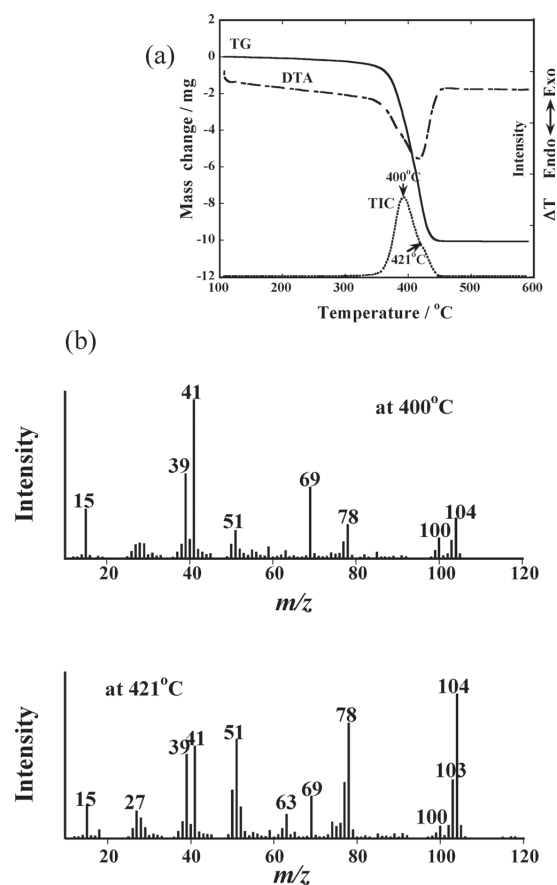 (a)
TG
DTA
TIC
400°C
421°C
0
-2
-4
-6
-8
-10
-12
Mass change / mg
100
200
300
400
500
600
Temperature / °C
Intensity
ΔT Endo ↔ Exo
(b)
at 400°C
Intensity
15
39
41
51
69
78
100
104
20
40
60
80
100
120
m/z
at 421°C
Intensity
15
27
39
41
51
63
69
78
100
103
104
20
40
60
80
100
120
m/z